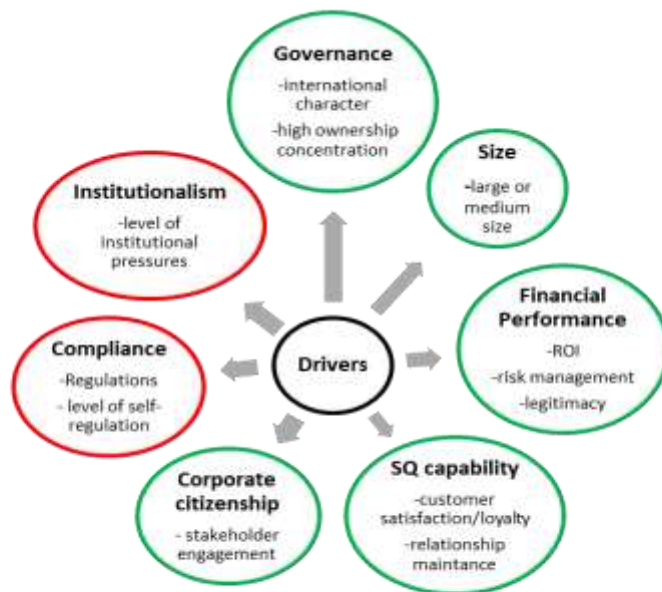 Governance
-international
character
-high ownership
concentration
Size
-large or
medium
size
Institutionalism
-level of
institutional
pressures
Financial
Performance
-ROI
-risk management
-legitimacy
Drivers
Compliance
-Regulations
- level of self-
regulation
SQ capability
-customer
satisfaction/loyalty
-relationship
maintance
Corporate
citizenship
- stakeholder
engagement